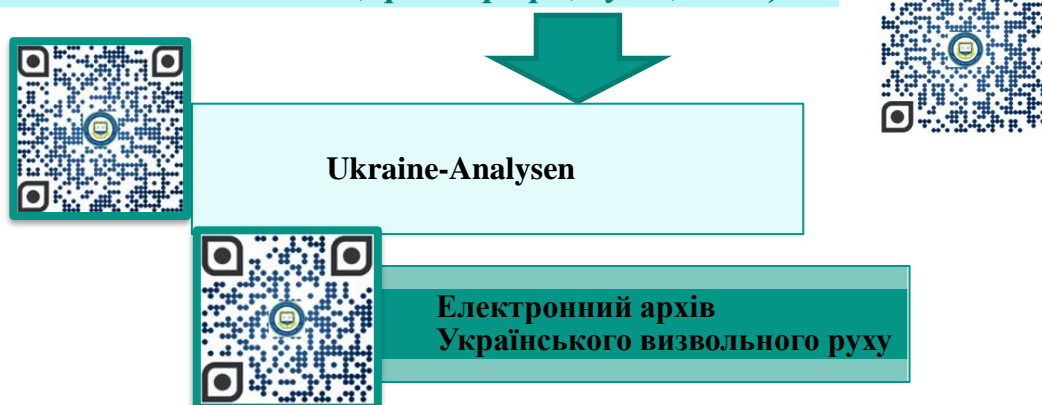 Ukraine-Analysen
Електронний архів
Українського визвольного руху